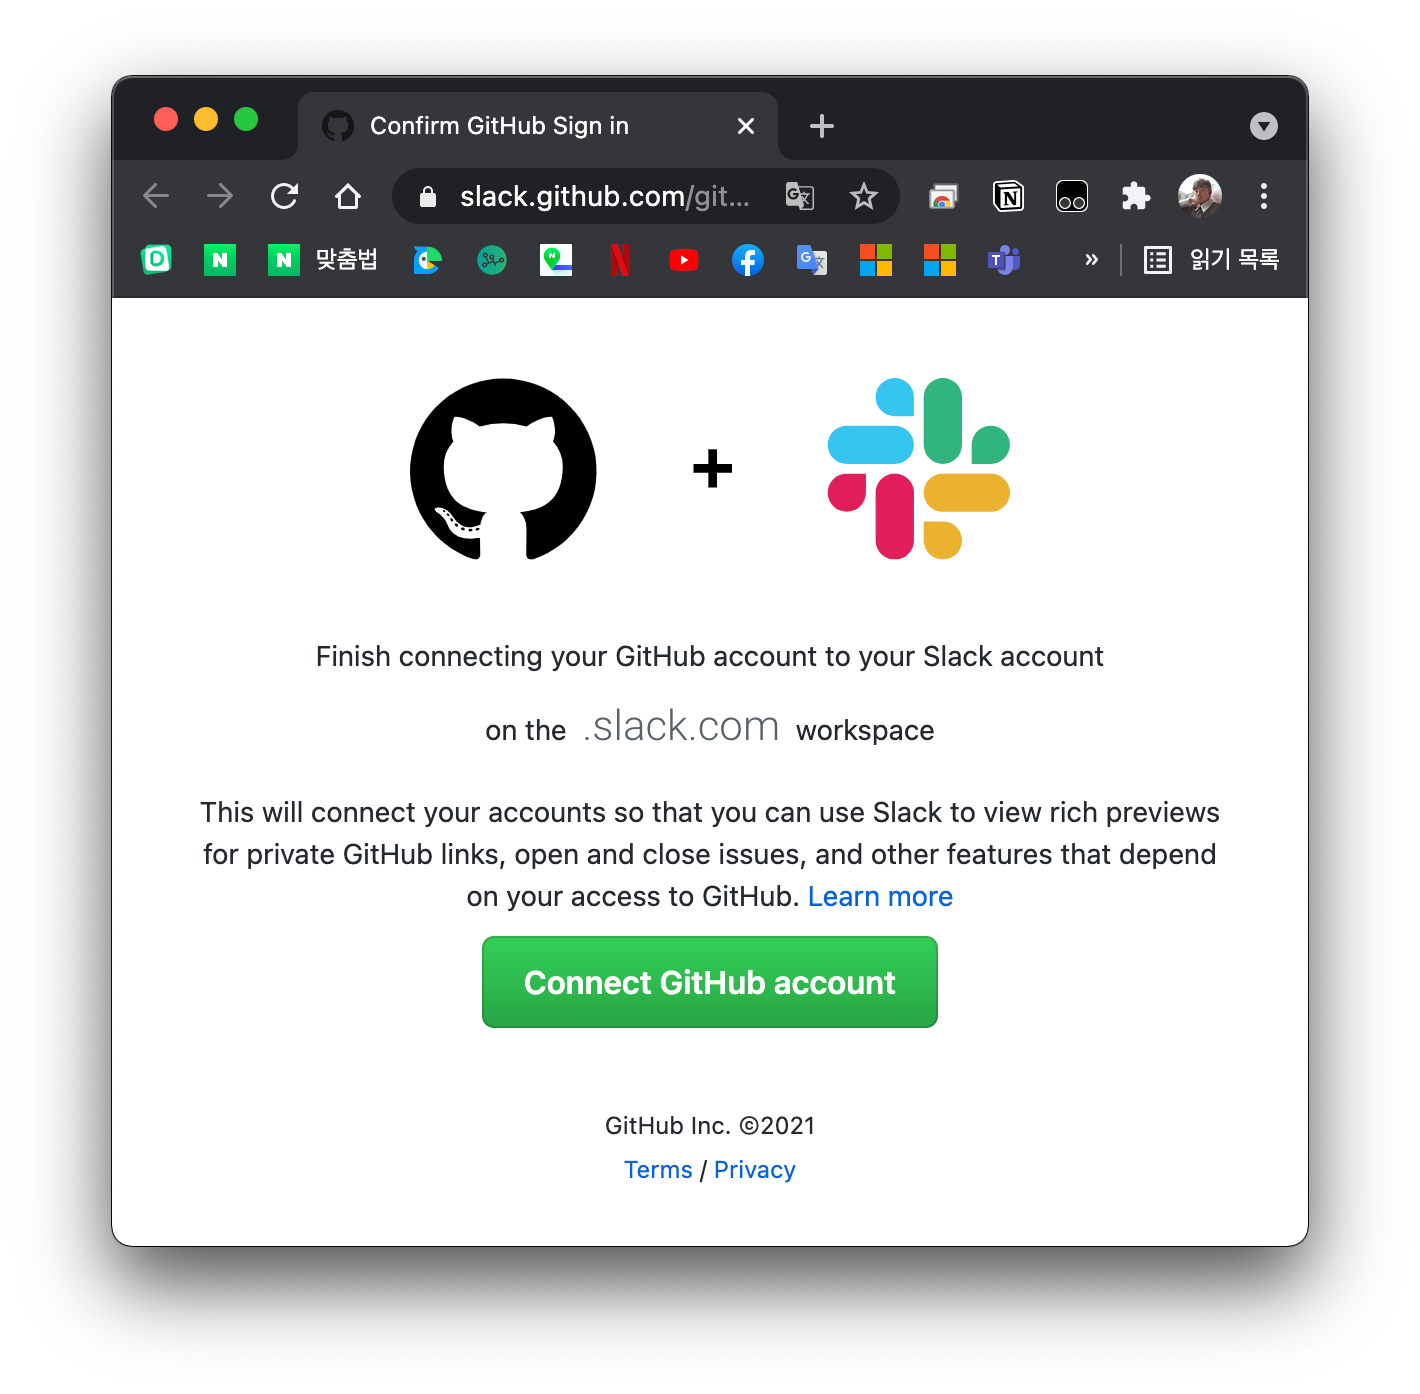 Confirm GitHub Sign in
slack.github.com/git...
맞춤법
읽기 목록
Finish connecting your GitHub account to your Slack account
on the .slack.com workspace
This will connect your accounts so that you can use Slack to view rich previews
for private GitHub links, open and close issues, and other features that depend
on your access to GitHub. Learn more
Connect GitHub account
GitHub Inc. ©2021
Terms / Privacy